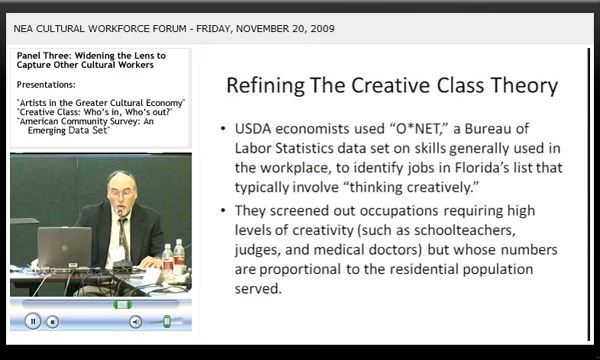 NEA CULTURAL WORKFORCE FORUM - FRIDAY, NOVEMBER 20, 2009
Panel Three: Widening the Lens to
Capture Other Cultural Workers
Presentations:
"Artists in the Greater Cultural Economy"
"Creative Class: Who's in, Who's out?"
"American Community Survey: An
Emerging Data Set"
Refining The Creative Class Theory
• USDA economists used “O*NET,” a Bureau of
Labor Statistics data set on skills generally used in
the workplace, to identify jobs in Florida’s list that
typically involve “thinking creatively.”
• They screened out occupations requiring high
levels of creativity (such as schoolteachers,
judges, and medical doctors) but whose numbers
are proportional to the residential population
served.